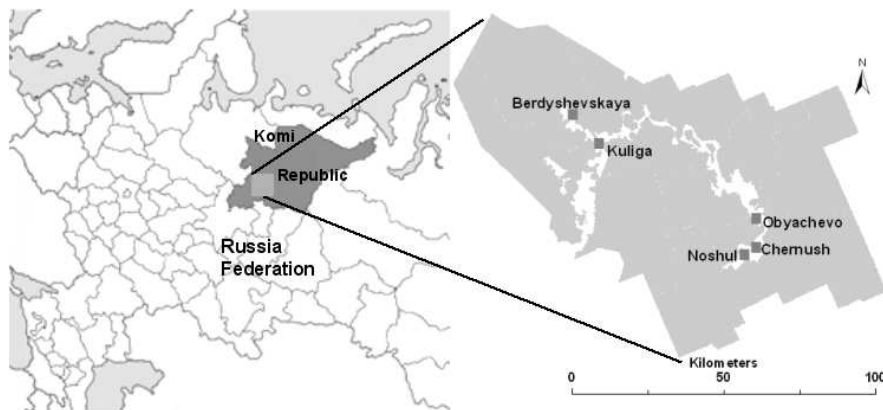 Komi
Republic
Russia
Federation
N
Berdyshevskaya
Kuliga
Obyachevo
Noshul
Chernush
Kilometers
0
50
100